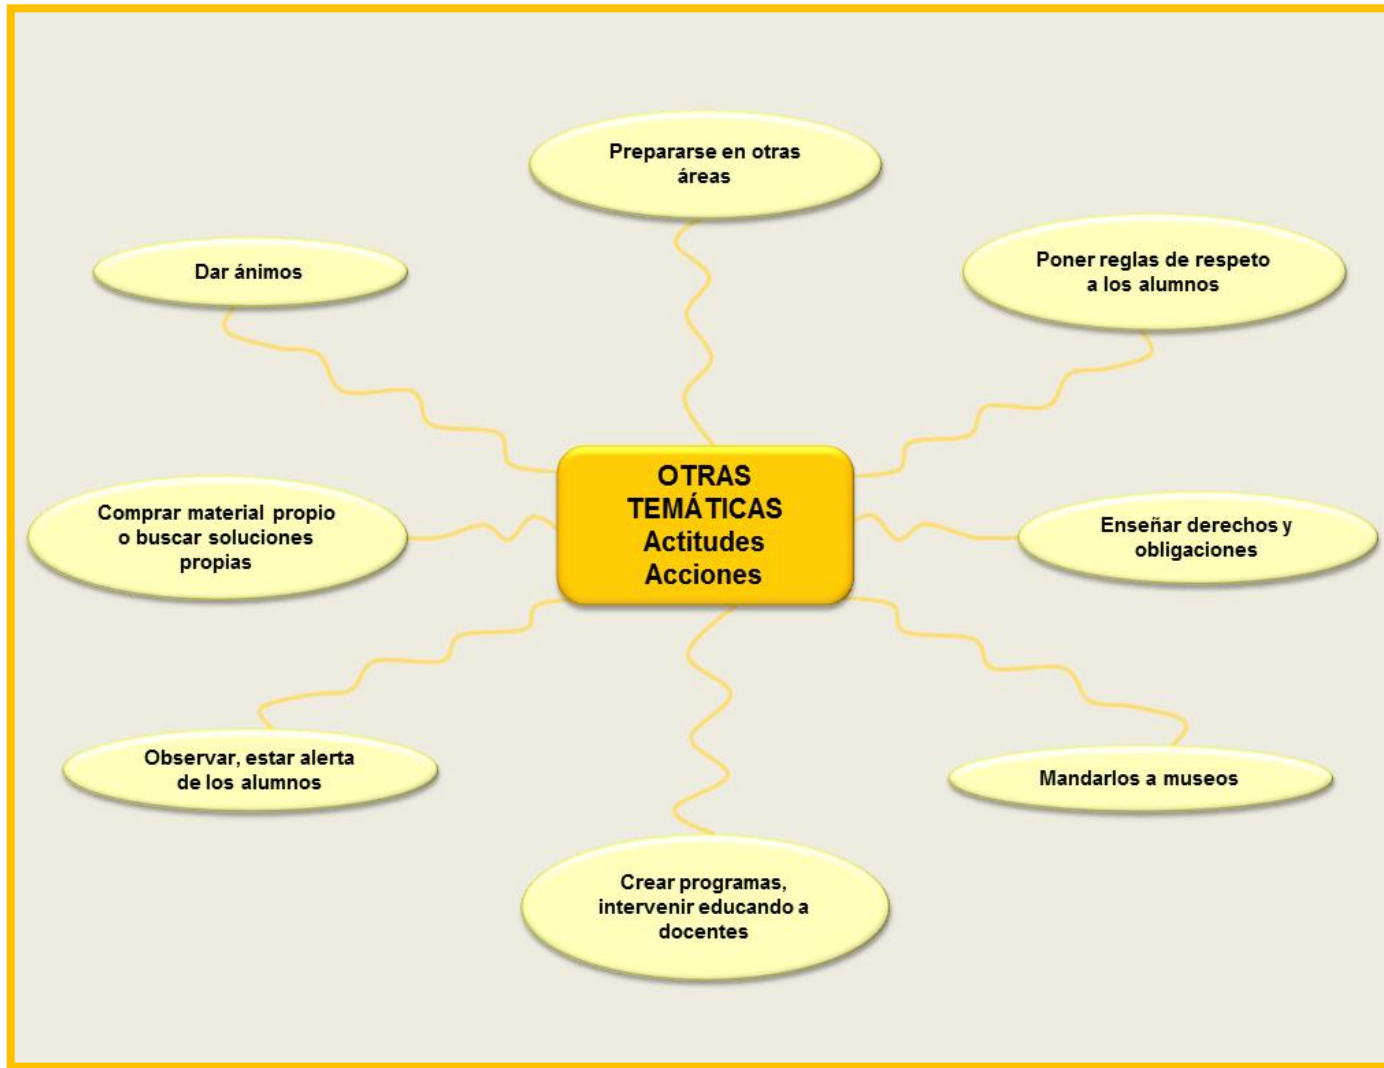 Prepararse en otras
áreas
Dar ánimos
Poner reglas de respeto
a los alumnos
OTRAS
TEMÁTICAS
Actitudes
Acciones
Comprar material propio
o buscar soluciones
propias
Enseñar derechos y
obligaciones
Observar, estar alerta
de los alumnos
Mandarlos a museos
Crear programas,
intervenir educando a
docentes